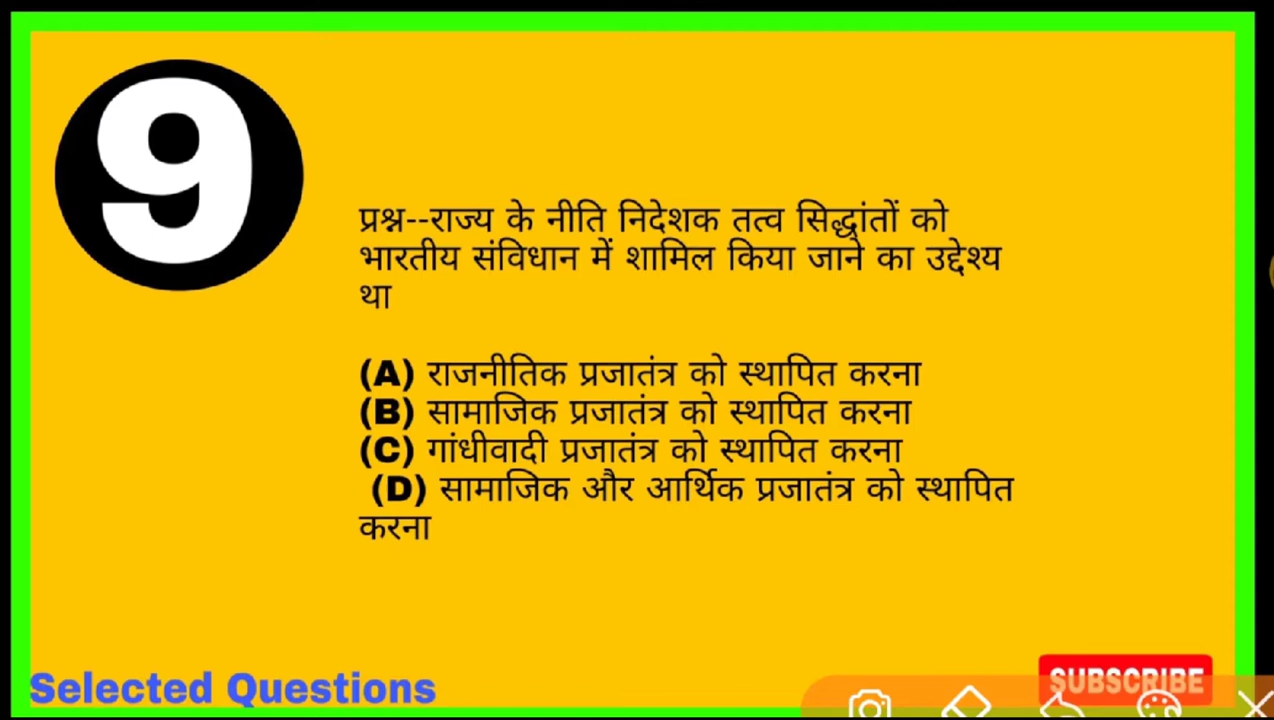 9
प्रश्न--राज्य के नीति निदेशक तत्व सिद्धांतों को
भारतीय संविधान में शामिल किया जाने का उद्देश्य
था
(A) राजनीतिक प्रजातंत्र को स्थापित करना
(B) सामाजिक प्रजातंत्र को स्थापित करना
(C) गांधीवादी प्रजातंत्र को स्थापित करना
(D) सामाजिक और आर्थिक प्रजातंत्र को स्थापित
करना
Selected Questions
SUBSCRIBE